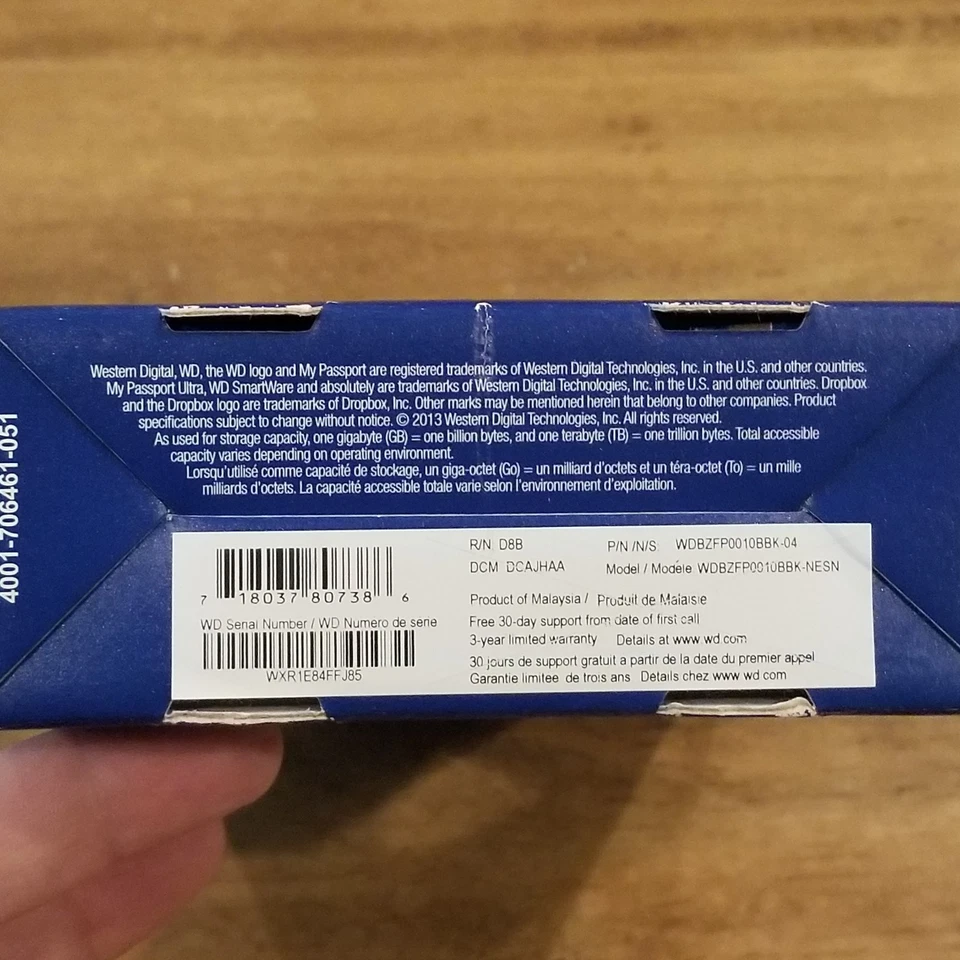 Western Digital, WD, the WD logo and My Passport are registered trademarks of Western Digital Technologies, Inc. in the U.S. and other countries.
My Passport Ultra, WD SmartWare and absolutely are trademarks of Western Digital Technologies, Inc. in the U.S. and other countries. Dropbox
and the Dropbox logo are trademarks of Dropbox, Inc. Other marks may be mentioned herein that belong to other companies. Product
specifications subject to change without notice. © 2013 Western Digital Technologies, Inc. All rights reserved.
As used for storage capacity, one gigabyte (GB) = one billion bytes, and one terabyte (TB) = one trillion bytes. Total accessible
capacity varies depending on operating environment.
Lorsqu'utilisé comme capacité de stockage, un giga-octet (Go) = un milliard d'octets et un téra-octet (To) = un mille
milliards d'octets. La capacité accessible totale varie selon l'environnement d'exploitation.
4001-706461-051
7 18037 80738 6
WD Serial Number / WD Numero de serie
WXR1E84FFJ85
R/N: D8B P/N /N/S: WDBZFP0010BBK-04
DCM: DCAJHAA Model / Modèle: WDBZFP0010BBK-NESN
Product of Malaysia / Produit de Malaisie
Free 30-day support from date of first call
3-year limited warranty Details at www.wd.com
30 jours de support gratuit a partir de la date du premier appel
Garantie limitee de trois ans Détails chez www.wd.com